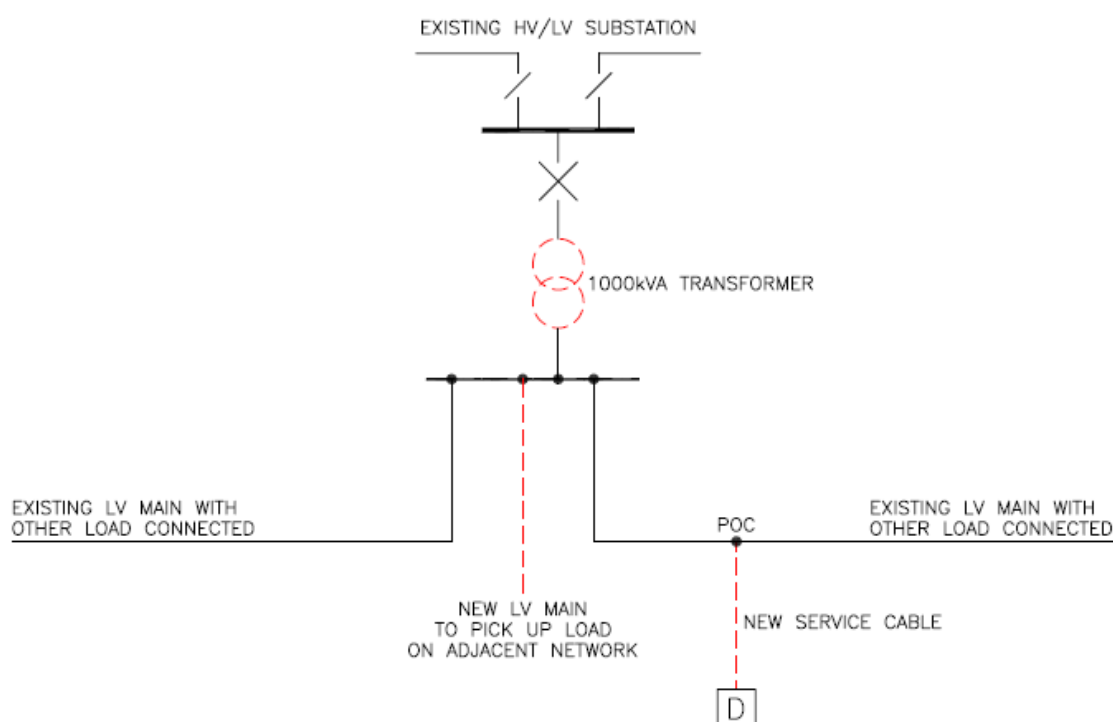 EXISTING HV/LV SUBSTATION
1000kVA TRANSFORMER
EXISTING LV MAIN WITH
OTHER LOAD CONNECTED
POC
EXISTING LV MAIN WITH
OTHER LOAD CONNECTED
NEW LV MAIN
TO PICK UP LOAD
ON ADJACENT NETWORK
NEW SERVICE CABLE
D